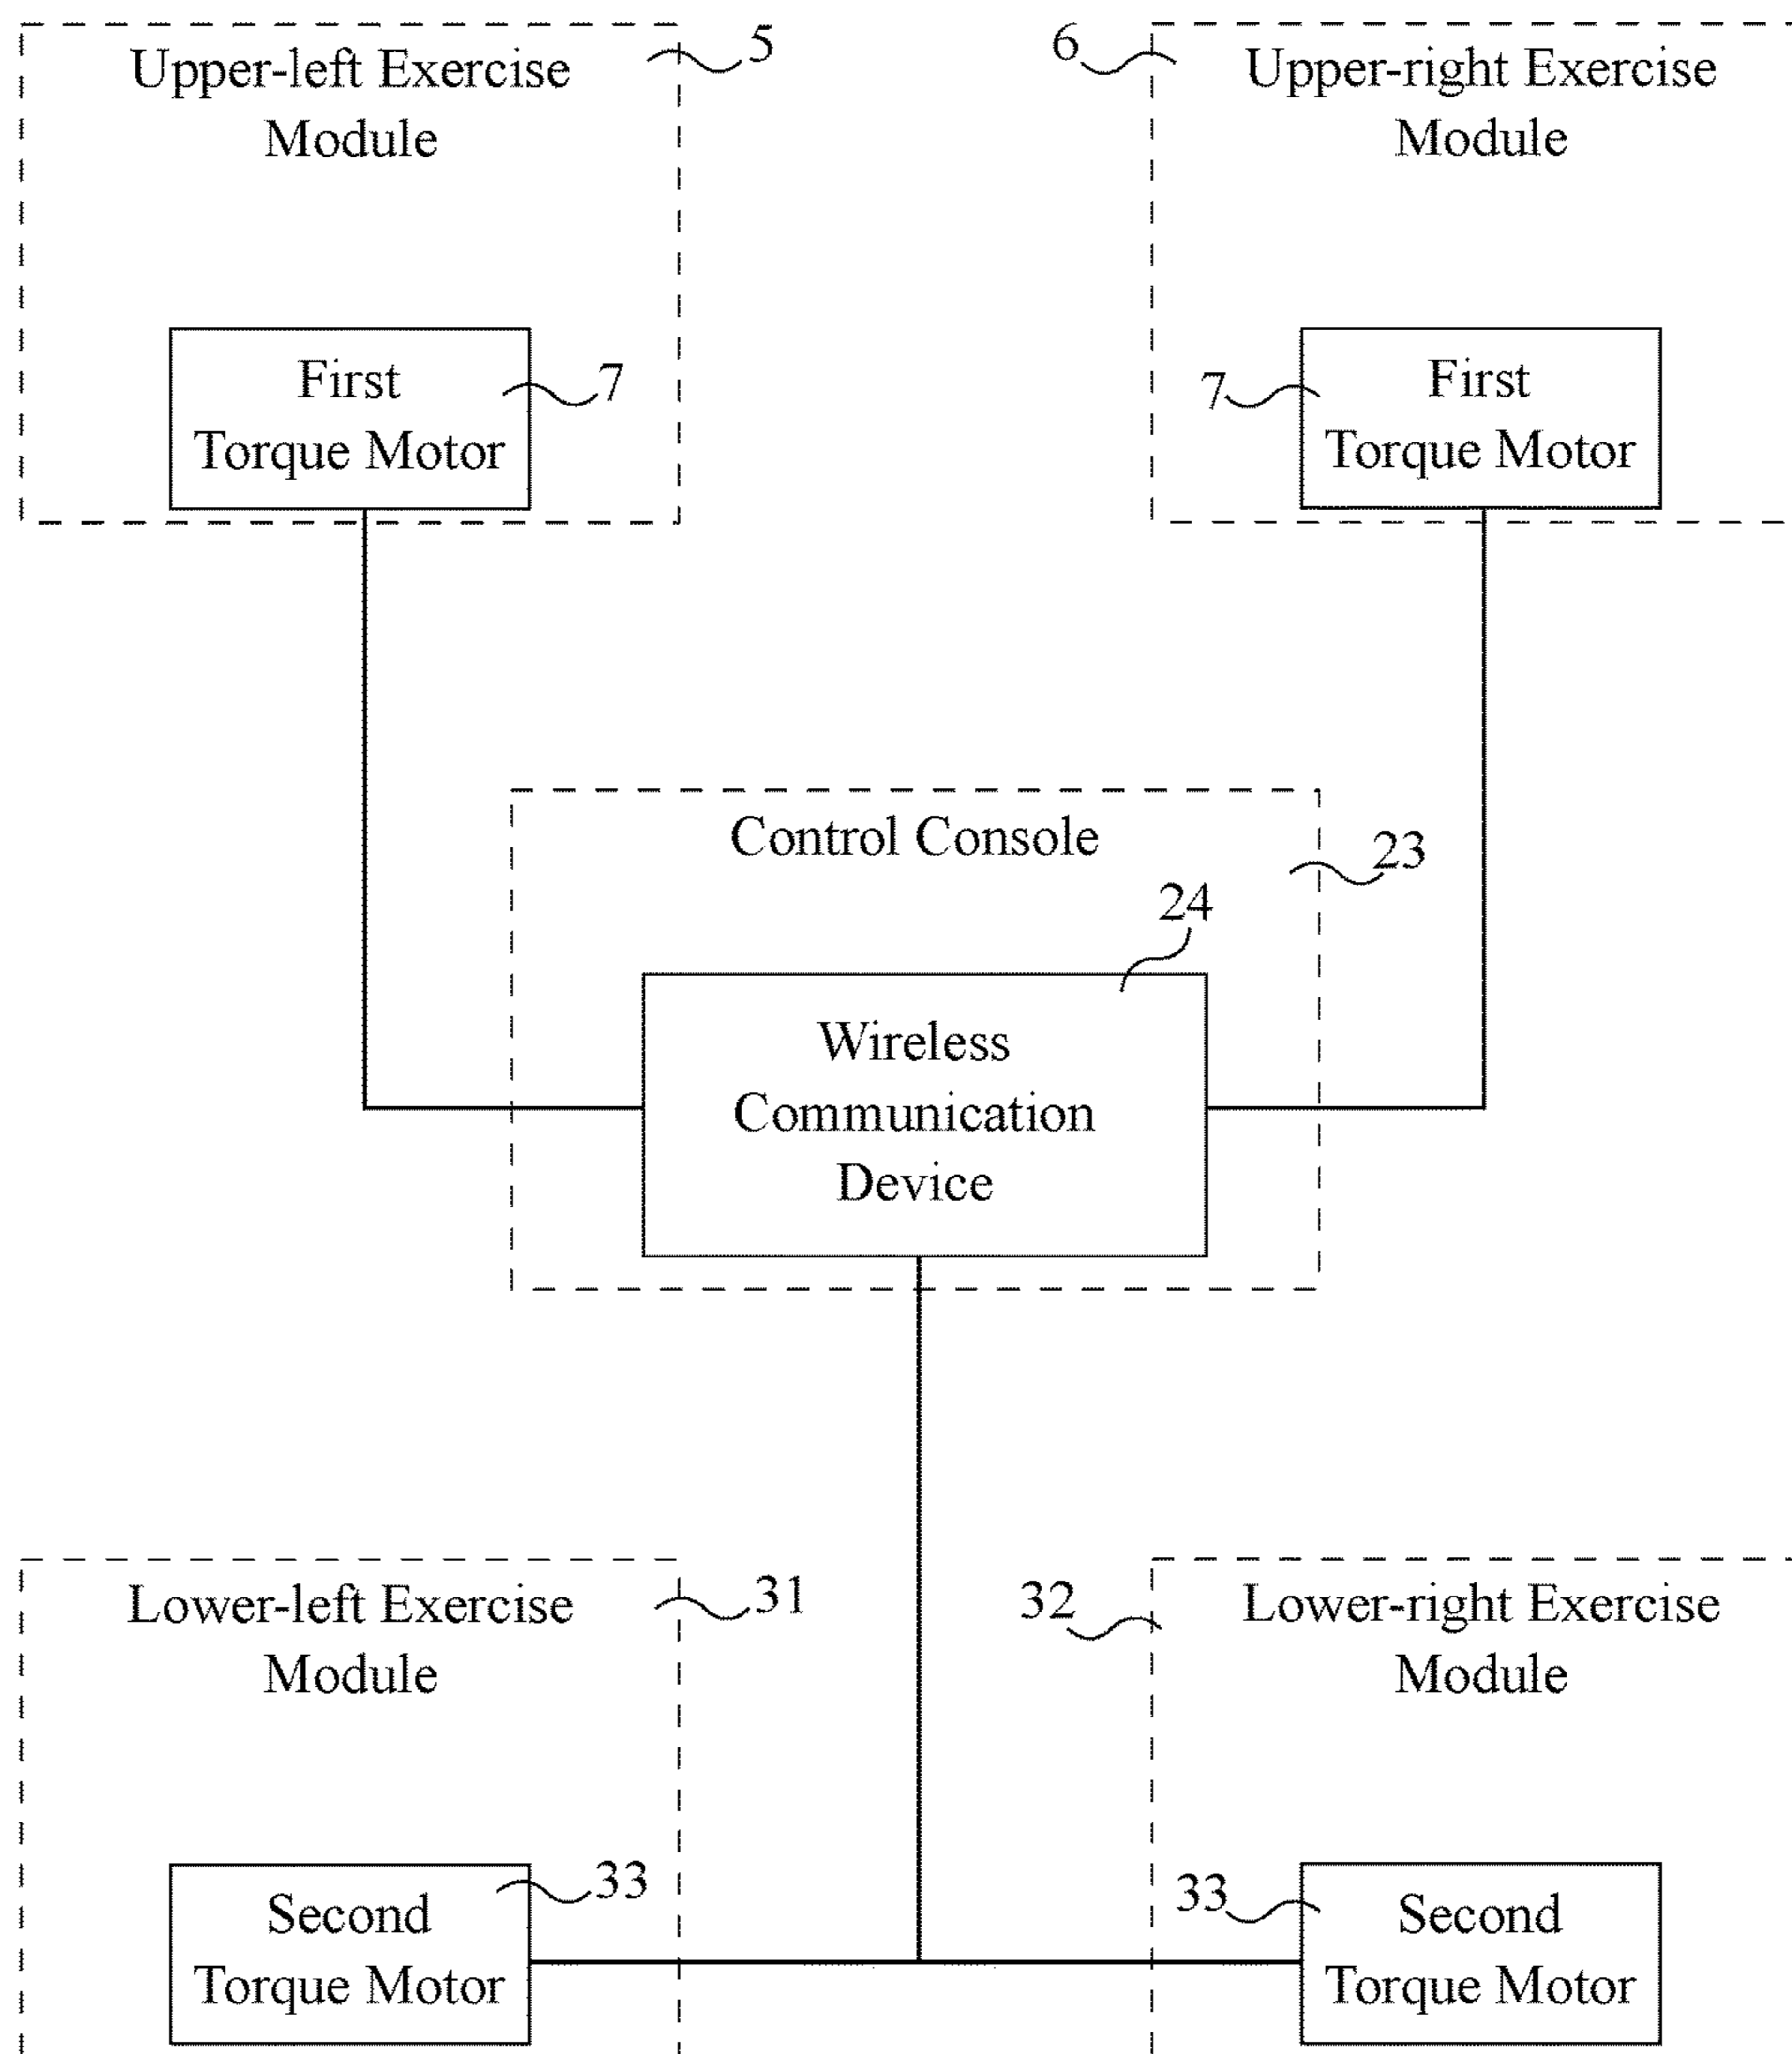 Upper-left Exercise
Module
5
6
Upper-right Exercise
Module
First
Torque Motor
7
7
First
Torque Motor
Control Console
23
24
Wireless
Communication
Device
Lower-left Exercise
Module
31
32
Lower-right Exercise
Module
Second
Torque Motor
33
33
Second
Torque Motor